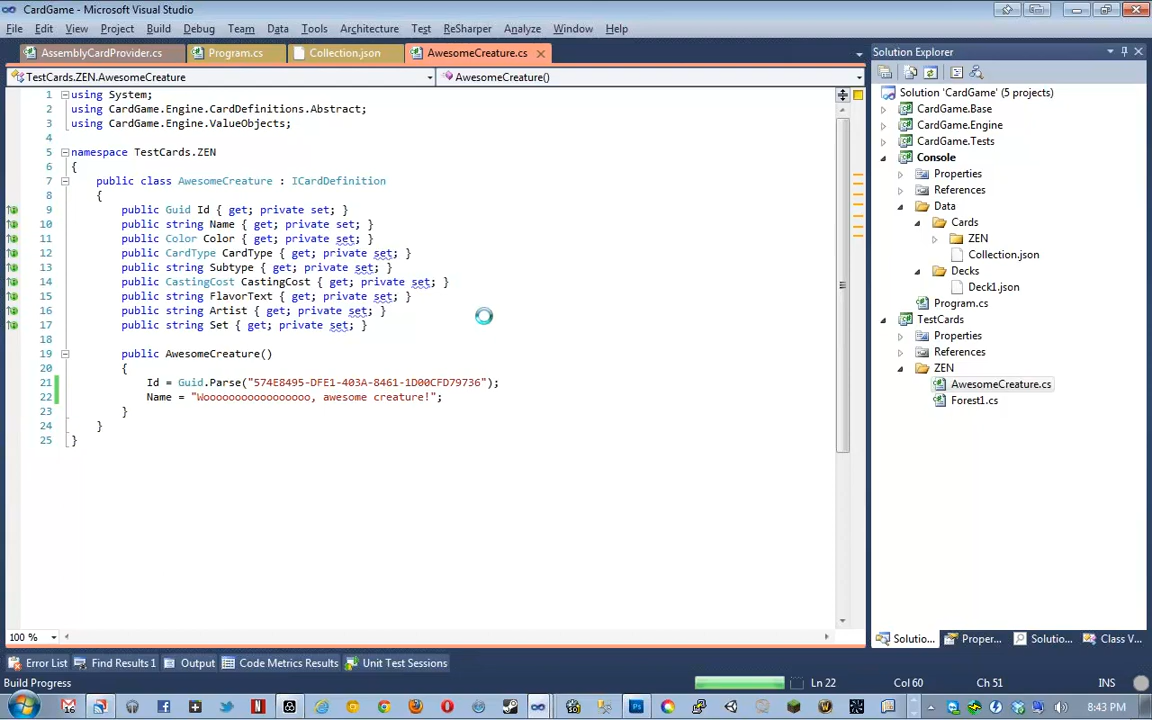 CardGame - Microsoft Visual Studio
File Edit View Project Build Debug Team Data Tools Architecture Test ReSharper Analyze Window Help
AssemblyCardProvider.cs Program.cs Collection.json AwesomeCreature.cs
TestCards.ZEN.AwesomeCreature AwesomeCreature()
1 using System;
2 using CardGame.Engine.CardDefinitions.Abstract;
3 using CardGame.Engine.ValueObjects;
4
5 namespace TestCards.ZEN
6 {
7 public class AwesomeCreature : ICardDefinition
8 {
9 public Guid Id { get; private set; }
10 public string Name { get; private set; }
11 public Color Color { get; private set; }
12 public CardType CardType { get; private set; }
13 public string Subtype { get; private set; }
14 public CastingCost CastingCost { get; private set; }
15 public string FlavorText { get; private set; }
16 public string Artist { get; private set; }
17 public string Set { get; private set; }
18
19 public AwesomeCreature()
20 {
21 Id = Guid.Parse("574E8495-DFE1-403A-8461-1D00CFD79736");
22 Name = "Wooooooooooooooooo, awesome creature!";
23 }
24 }
25 }
100 %
Solution Explorer
Solution 'CardGame' (5 projects)
CardGame.Base
CardGame.Engine
CardGame.Tests
Console
Properties
References
Data
Cards
ZEN
Collection.json
Decks
Deck1.json
Program.cs
TestCards
Properties
References
ZEN
AwesomeCreature.cs
Forest1.cs
Solutio... Proper... Solutio... Class V...
Error List Find Results 1 Output Code Metrics Results Unit Test Sessions
Build Progress Ln 22 Col 60 Ch 51 INS
8:43 PM